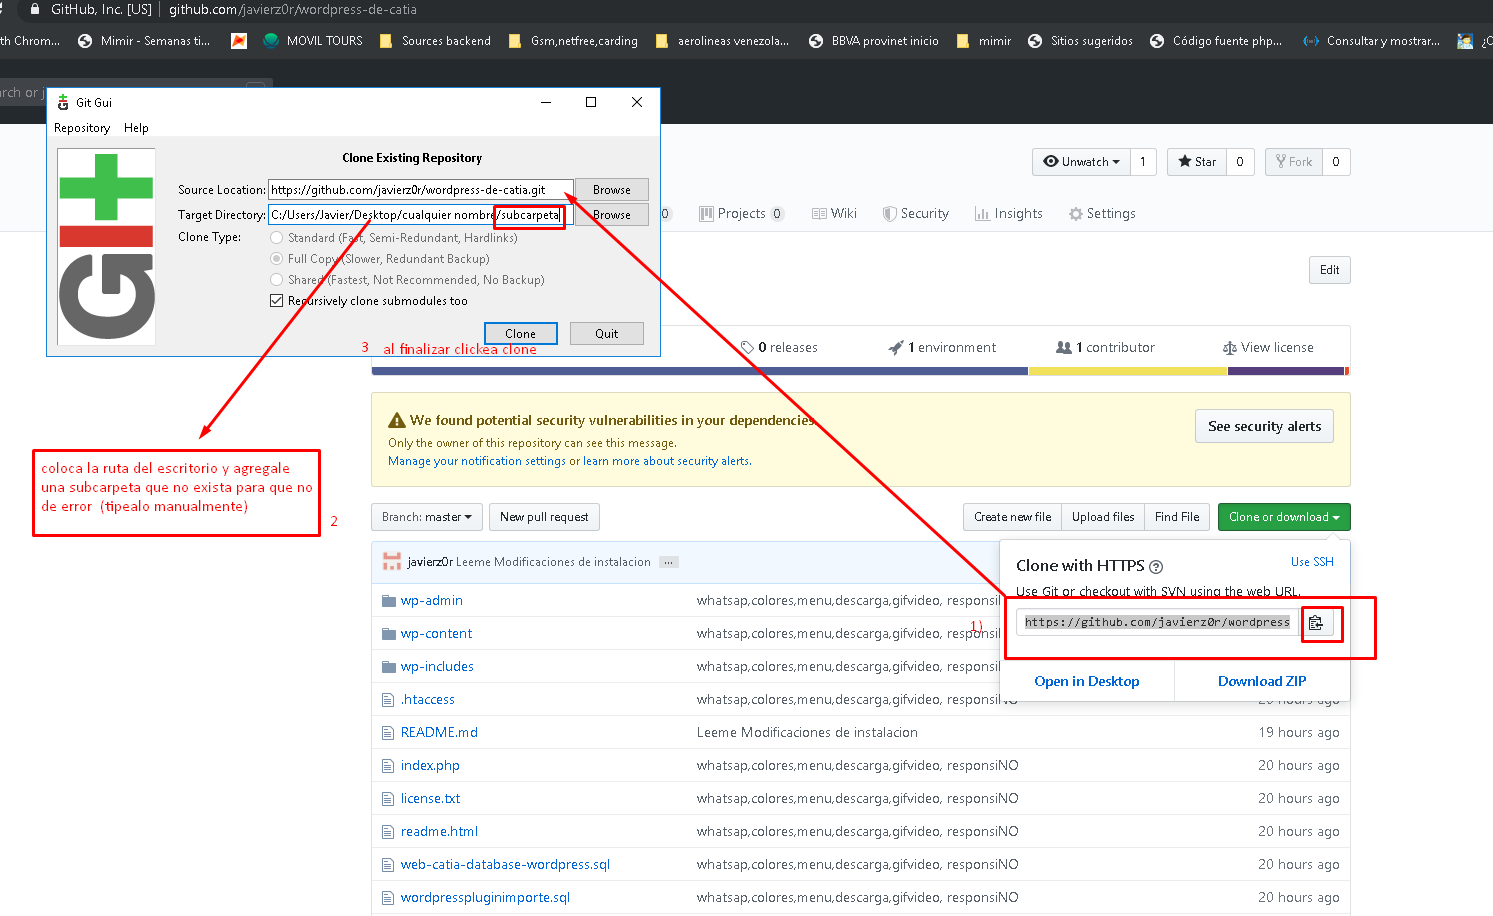 GitHub, Inc. [US] | github.com/javierz0r/wordpress-de-catia
th Chrom... Mimir - Semanas ti... MOVIL TOURS Sources backend Gsm,netfree,carding aerolineas venezola... BBVA provinet inicio mimir Sitios sugeridos Código fuente php... Consultar y mostrar... ¿C
arch or j
Git Gui
Repository Help
Clone Existing Repository
Source Location: https://github.com/javierz0r/wordpress-de-catia.git Browse
Target Directory: C:/Users/Javier/Desktop/cualquier nombre/subcarpeta Browse
Clone Type: Standard (Fast, Semi-Redundant, Hardlinks)
Full Copy (Slower, Redundant Backup)
Shared (Fastest, Not Recommended, No Backup)
Recursively clone submodules too
Clone Quit
git
3 al finalizar clickea clone
Unwatch 1 Star 0 Fork 0
0 Projects 0 Wiki Security Insights Settings
Edit
0 releases 1 environment 1 contributor View license
We found potential security vulnerabilities in your dependencies.
Only the owner of this repository can see this message.
Manage your notification settings or learn more about security alerts.
See security alerts
coloca la ruta del escritorio y agregale
una subcarpeta que no exista para que no
de error (tipealo manualmente)
2
Branch: master New pull request Create new file Upload files Find File Clone or download
javierz0r Leeme Modificaciones de instalacion ...
Clone with HTTPS Use SSH
Use Git or checkout with SVN using the web URL.
1)
https://github.com/javierz0r/wordpress
Open in Desktop Download ZIP
wp-admin whatsap,colores,menu,descarga,gifvideo, responsi
wp-content whatsap,colores,menu,descarga,gifvideo, responsi
wp-includes whatsap,colores,menu,descarga,gifvideo, responsi
.htaccess whatsap,colores,menu,descarga,gifvideo, responsiNO 20 hours ago
README.md Leeme Modificaciones de instalacion 19 hours ago
index.php whatsap,colores,menu,descarga,gifvideo, responsiNO 20 hours ago
license.txt whatsap,colores,menu,descarga,gifvideo, responsiNO 20 hours ago
readme.html whatsap,colores,menu,descarga,gifvideo, responsiNO 20 hours ago
web-catia-database-wordpress.sql whatsap,colores,menu,descarga,gifvideo, responsiNO 20 hours ago
wordpresspluginimporte.sql whatsap,colores,menu,descarga,gifvideo, responsiNO 20 hours ago